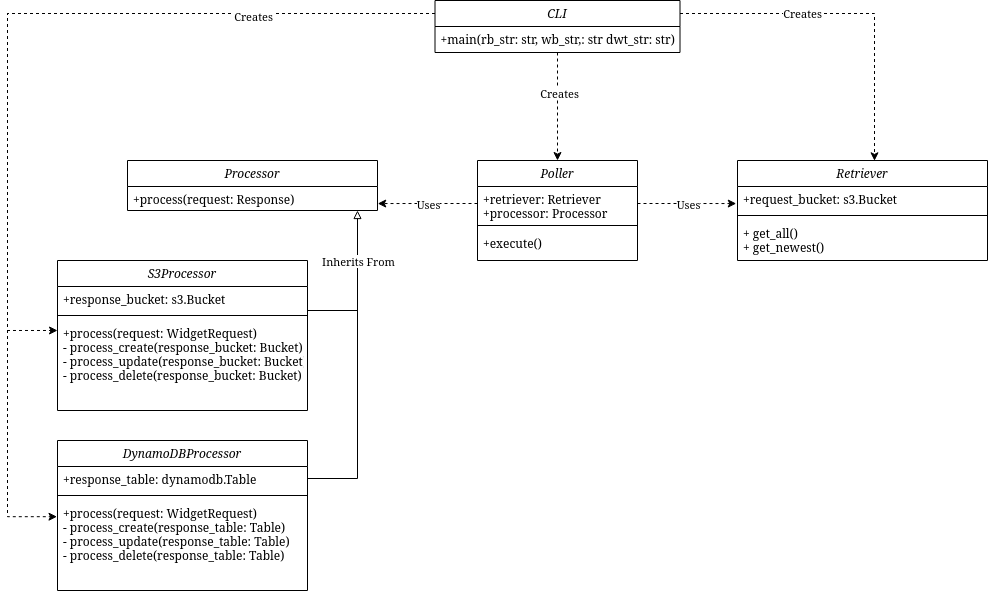 CLI
+main(rb_str: str, wb_str,: str dwt_str: str)
Creates
Creates
Creates
Processor
+process(request: Response)
Poller
+retriever: Retriever
+processor: Processor
+execute()
Retriever
+request_bucket: s3.Bucket
+ get_all()
+ get_newest()
Uses
Uses
Inherits From
S3Processor
+response_bucket: s3.Bucket
+process(request: WidgetRequest)
- process_create(response_bucket: Bucket)
- process_update(response_bucket: Bucket
- process_delete(response_bucket: Bucket)
DynamoDBProcessor
+response_table: dynamodb.Table
+process(request: WidgetRequest)
- process_create(response_table: Table)
- process_update(response_table: Table)
- process_delete(response_table: Table)